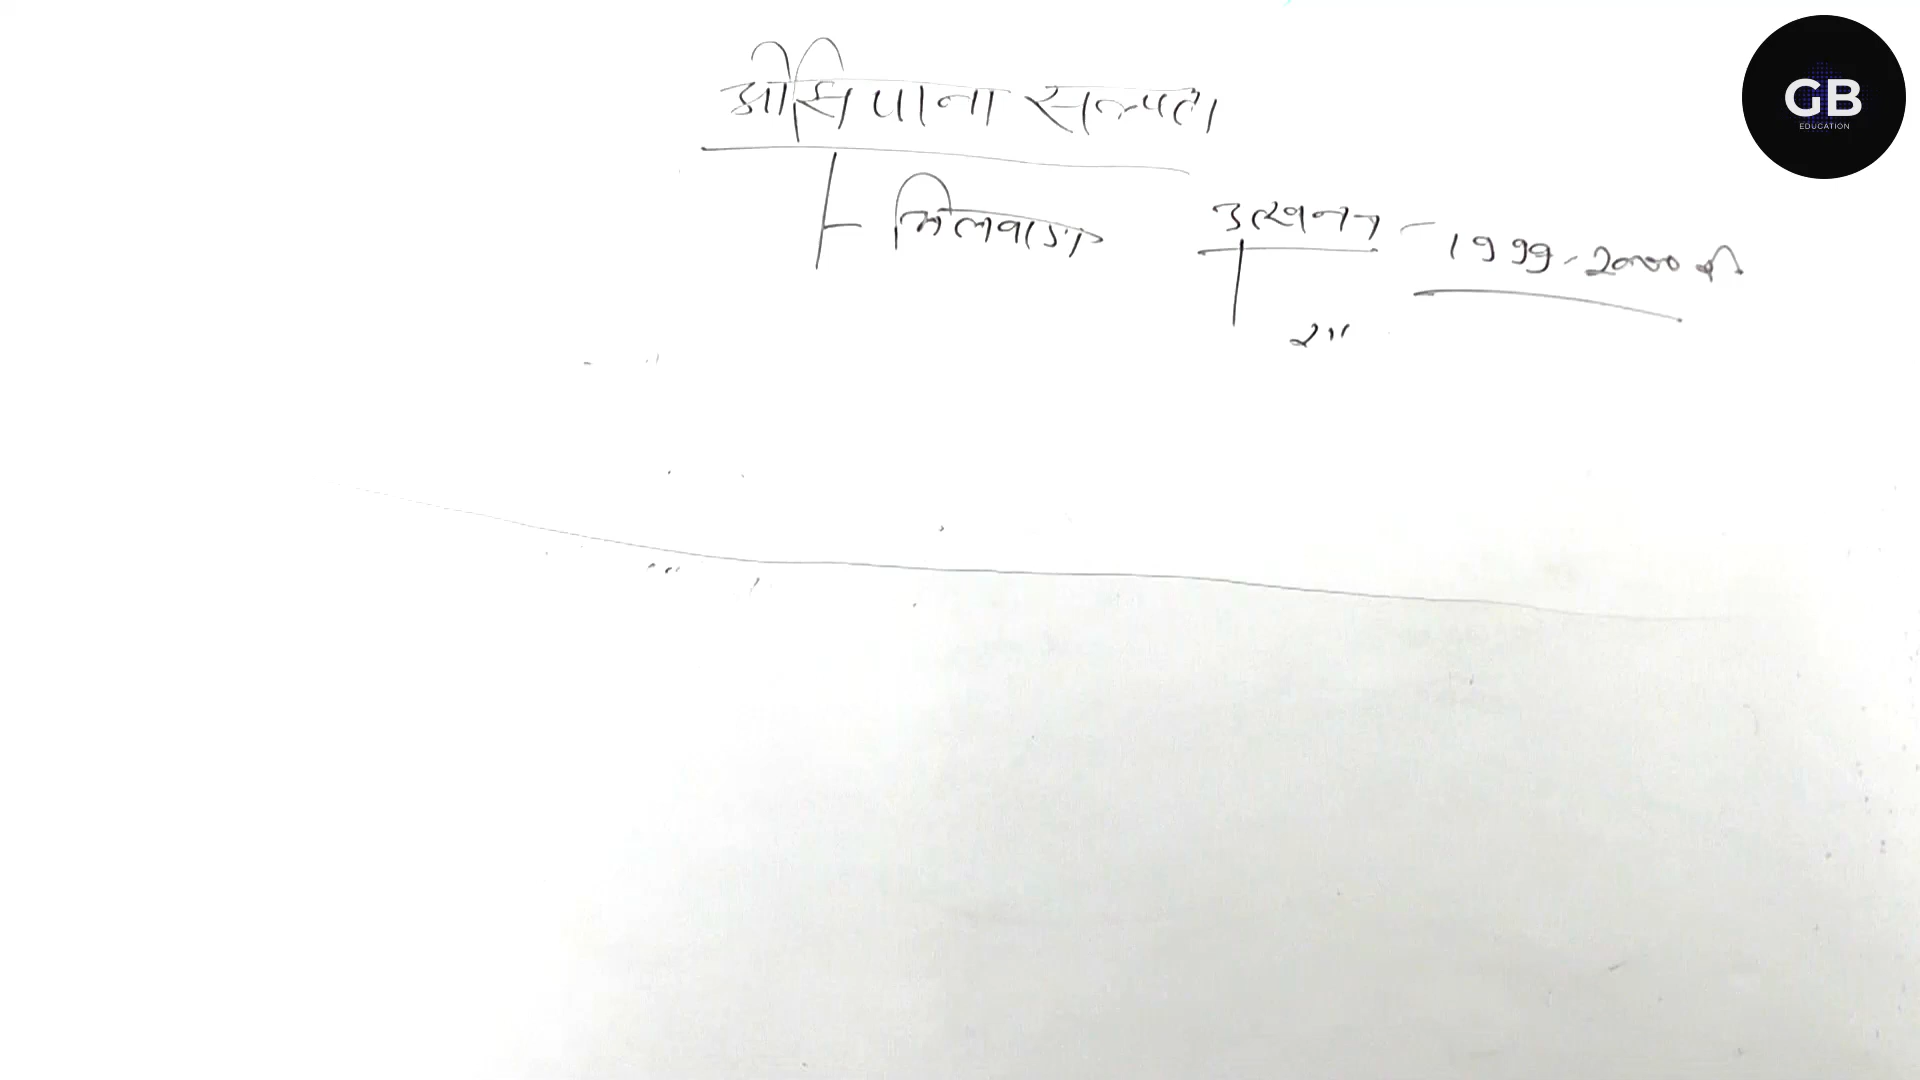 ओसियाना सभ्यता
भिलवाडा
उत्खनन - 1999-2000 में
GB
EDUCATION